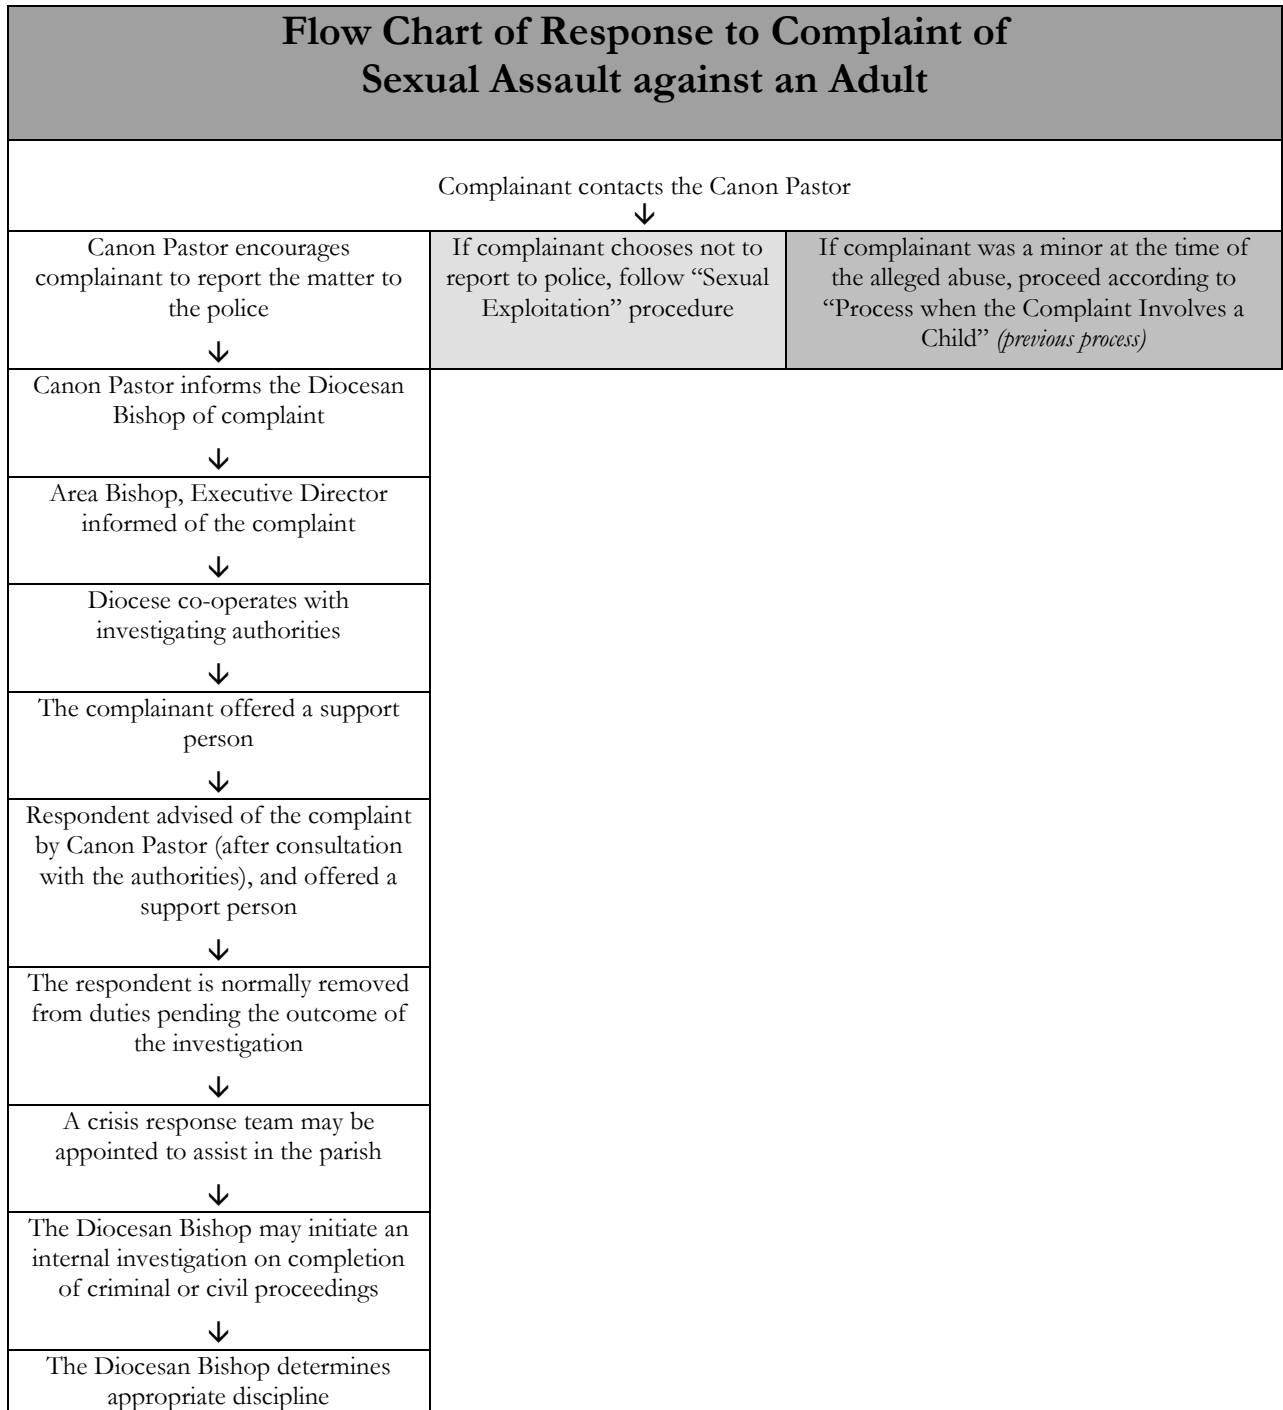 Flow Chart of Response to Complaint of
Sexual Assault against an Adult
Complainant contacts the Canon Pastor
↓
Canon Pastor encourages
complainant to report the matter to
the police
↓
If complainant chooses not to
report to police, follow “Sexual
Exploitation” procedure
If complainant was a minor at the time of
the alleged abuse, proceed according to
“Process when the Complaint Involves a
Child” (previous process)
Canon Pastor informs the Diocesan
Bishop of complaint
↓
Area Bishop, Executive Director
informed of the complaint
↓
Diocese co-operates with
investigating authorities
↓
The complainant offered a support
person
↓
Respondent advised of the complaint
by Canon Pastor (after consultation
with the authorities), and offered a
support person
↓
The respondent is normally removed
from duties pending the outcome of
the investigation
↓
A crisis response team may be
appointed to assist in the parish
↓
The Diocesan Bishop may initiate an
internal investigation on completion
of criminal or civil proceedings
↓
The Diocesan Bishop determines
appropriate discipline